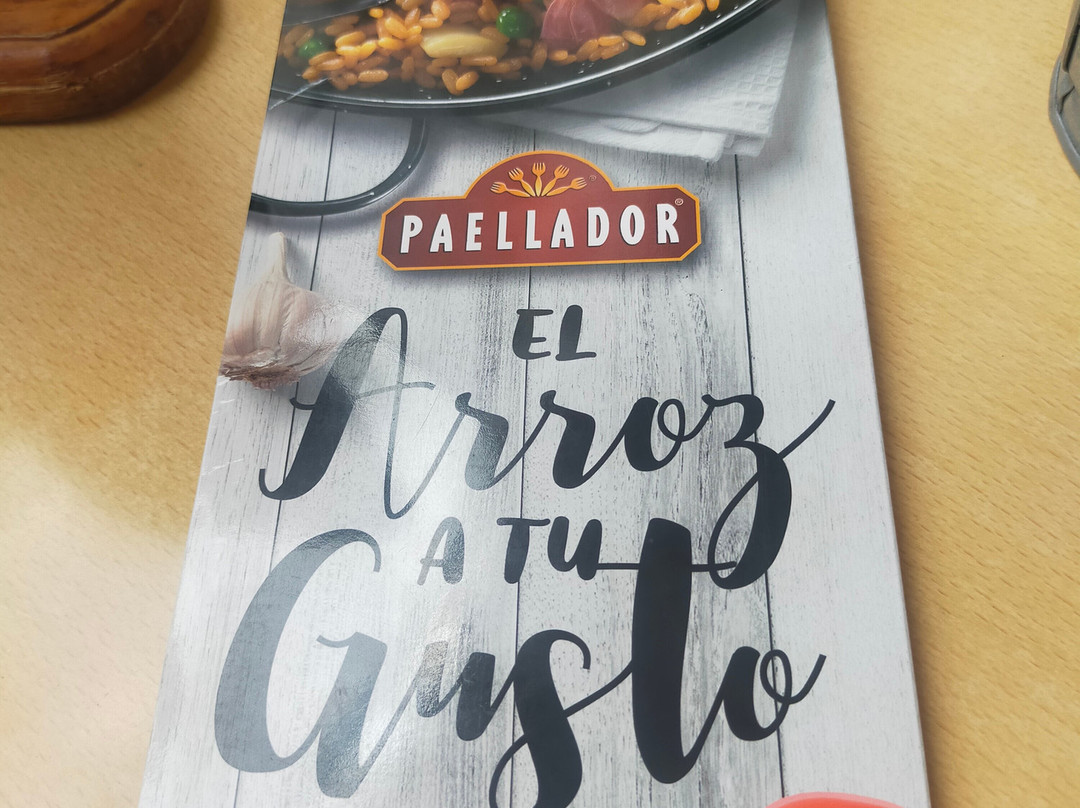 PAELLADOR
EL
Arroz
A TU
Gusto